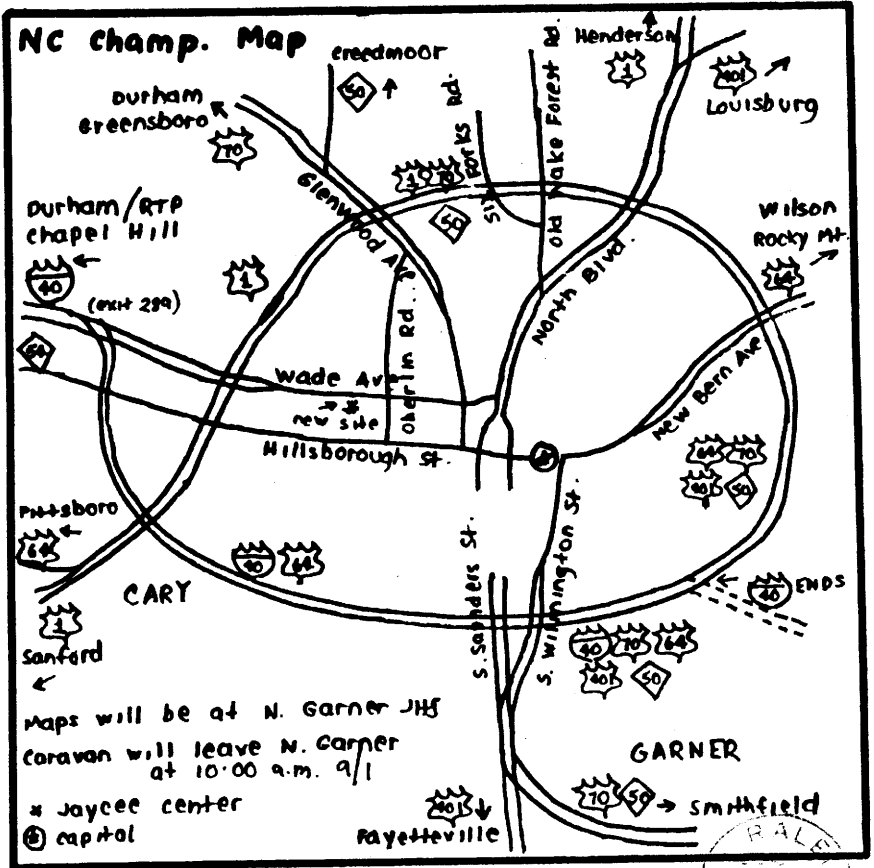 NC Champ. Map
Creedmoor
50
Henderson
1
401
Louisburg
Durham
Greensboro
70
Forks Rd.
Six
Old Wake Forest Rd.
1 70
50
Glenwood Ave
Durham/RTP
Chapel Hill
40
(exit 289)
1
Wilson
Rocky Mt.
64
North Blvd.
54
Wade Ave
new site
Oberlin Rd.
Hillsborough St.
New Bern Ave
64 70
401 50
Pittsboro
64
40 64
CARY
1
Sanford
S. Saunders St.
S. Wilmington St.
40 ENDS
40 70 64
401 50
Maps will be at N. Garner JHS
Caravan will leave N. Garner
at 10:00 a.m. 9/1
* Jaycee center
capitol
GARNER
401
Fayetteville
70 50 Smithfield
RALE